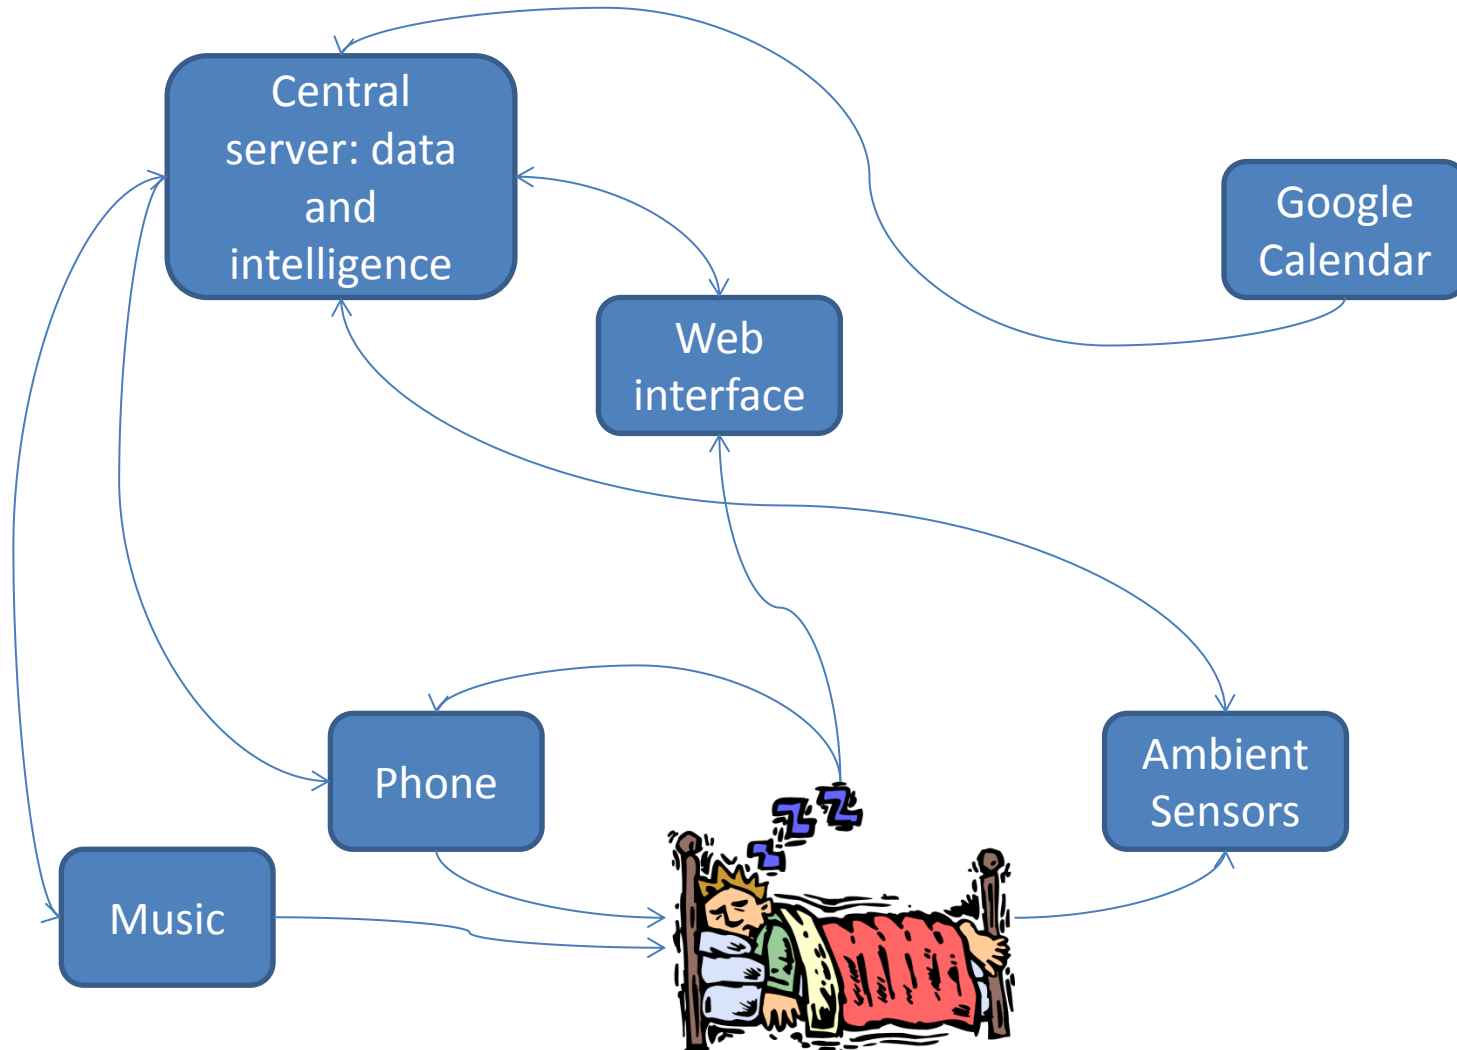 Central
server: data
and
intelligence
Google
Calendar
Web
interface
Phone
Ambient
Sensors
Music